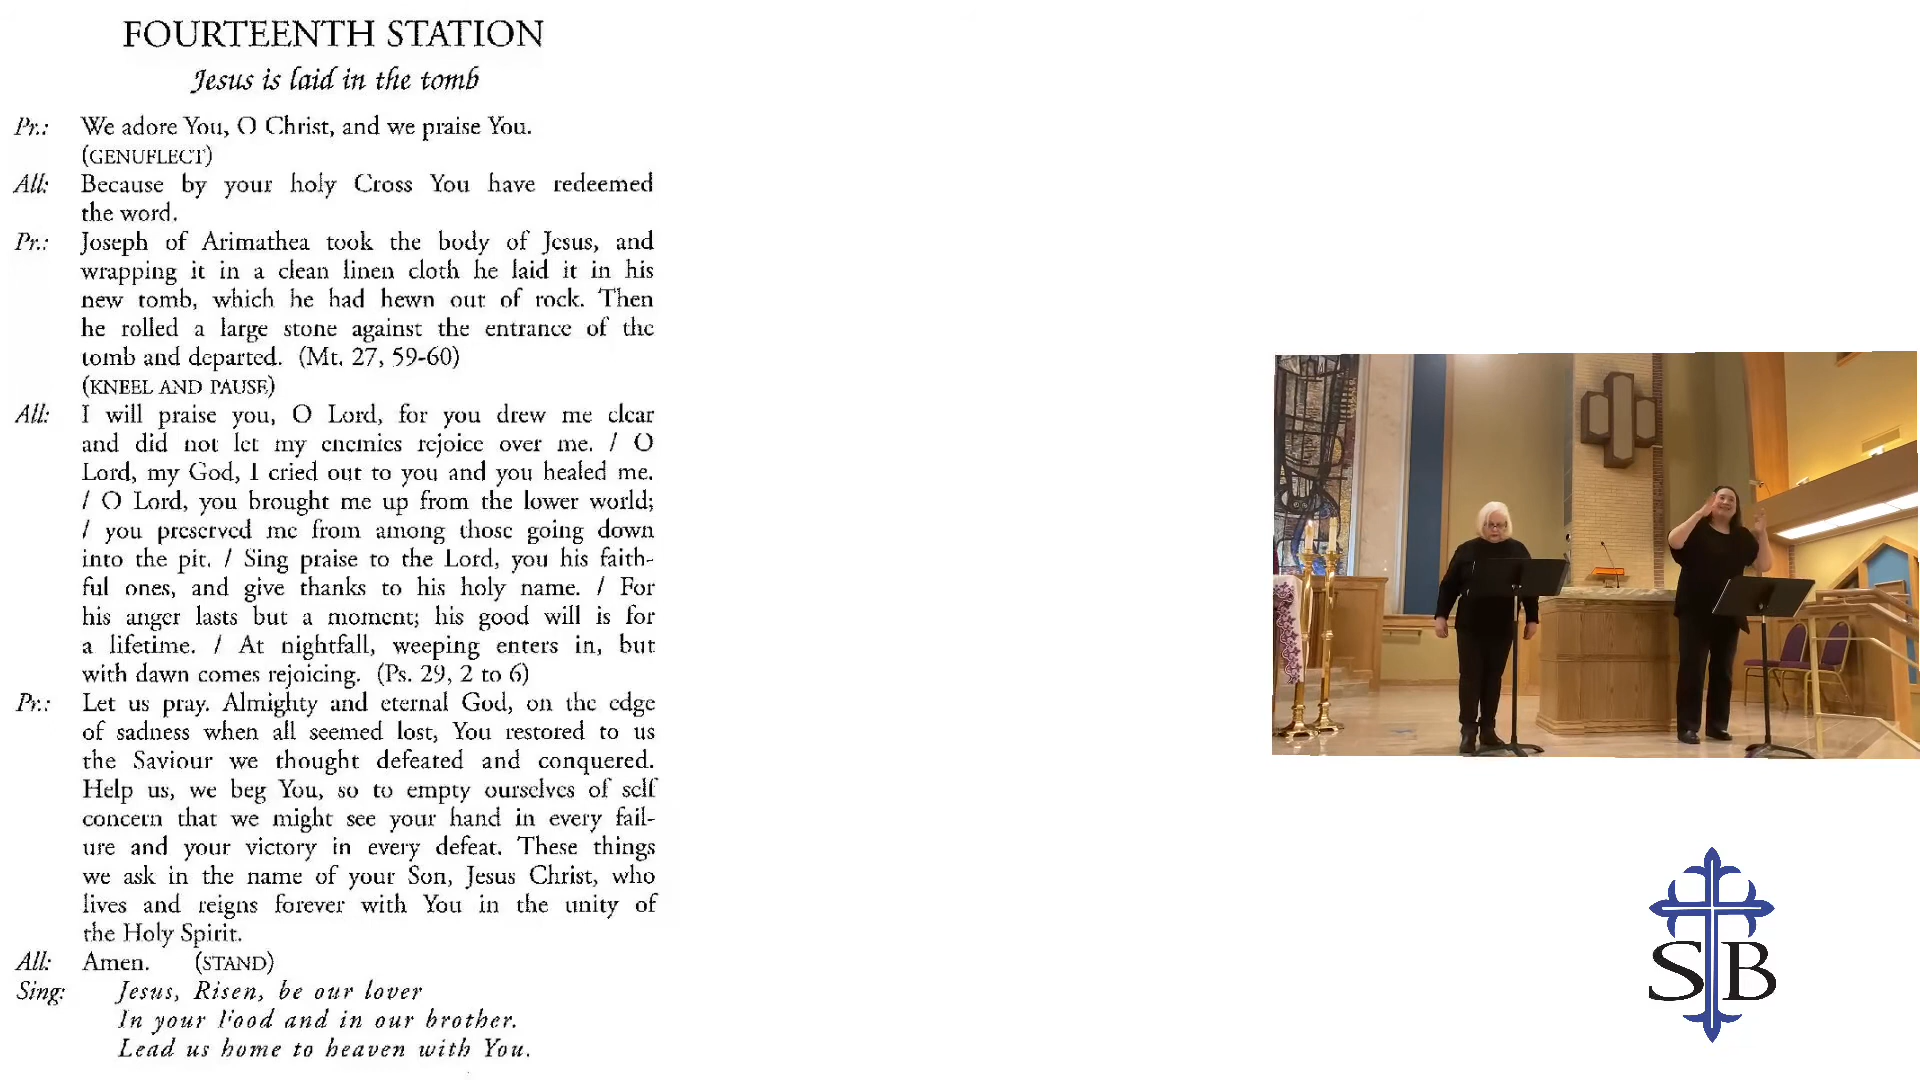 FOURTEENTH STATION
Jesus is laid in the tomb
Pr.: We adore You, O Christ, and we praise You.
(GENUFLECT)
All: Because by your holy Cross You have redeemed
the word.
Pr.: Joseph of Arimathea took the body of Jesus, and
wrapping it in a clean linen cloth he laid it in his
new tomb, which he had hewn out of rock. Then
he rolled a large stone against the entrance of the
tomb and departed. (Mt. 27, 59-60)
(KNEEL AND PAUSE)
All: I will praise you, O Lord, for you drew me clear
and did not let my enemies rejoice over me. / O
Lord, my God, I cried out to you and you healed me.
/ O Lord, you brought me up from the lower world;
/ you preserved me from among those going down
into the pit. / Sing praise to the Lord, you his faith-
ful ones, and give thanks to his holy name. / For
his anger lasts but a moment; his good will is for
a lifetime. / At nightfall, weeping enters in, but
with dawn comes rejoicing. (Ps. 29, 2 to 6)
Pr.: Let us pray. Almighty and eternal God, on the edge
of sadness when all seemed lost, You restored to us
the Saviour we thought defeated and conquered.
Help us, we beg You, so to empty ourselves of self
concern that we might see your hand in every fail-
ure and your victory in every defeat. These things
we ask in the name of your Son, Jesus Christ, who
lives and reigns forever with You in the unity of
the Holy Spirit.
All: Amen. (STAND)
Sing: Jesus, Risen, be our lover
In your Food and in our brother.
Lead us home to heaven with You.
SB